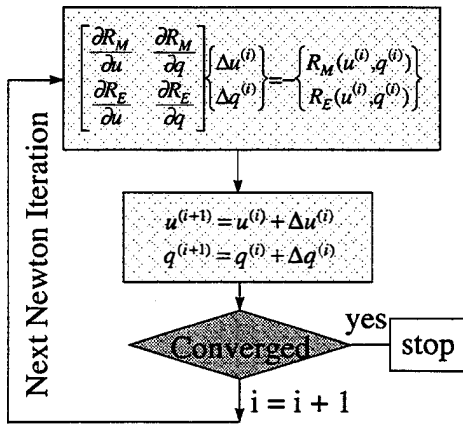 [∂R_M/∂u ∂R_M/∂q; ∂R_E/∂u ∂R_E/∂q] {Δu^(i); Δq^(i)} = −{R_M(u^(i),q^(i)); R_E(u^(i),q^(i))}
u^(i+1) = u^(i) + Δu^(i)
q^(i+1) = q^(i) + Δq^(i)
Converged
yes
stop
i = i + 1
Next Newton Iteration